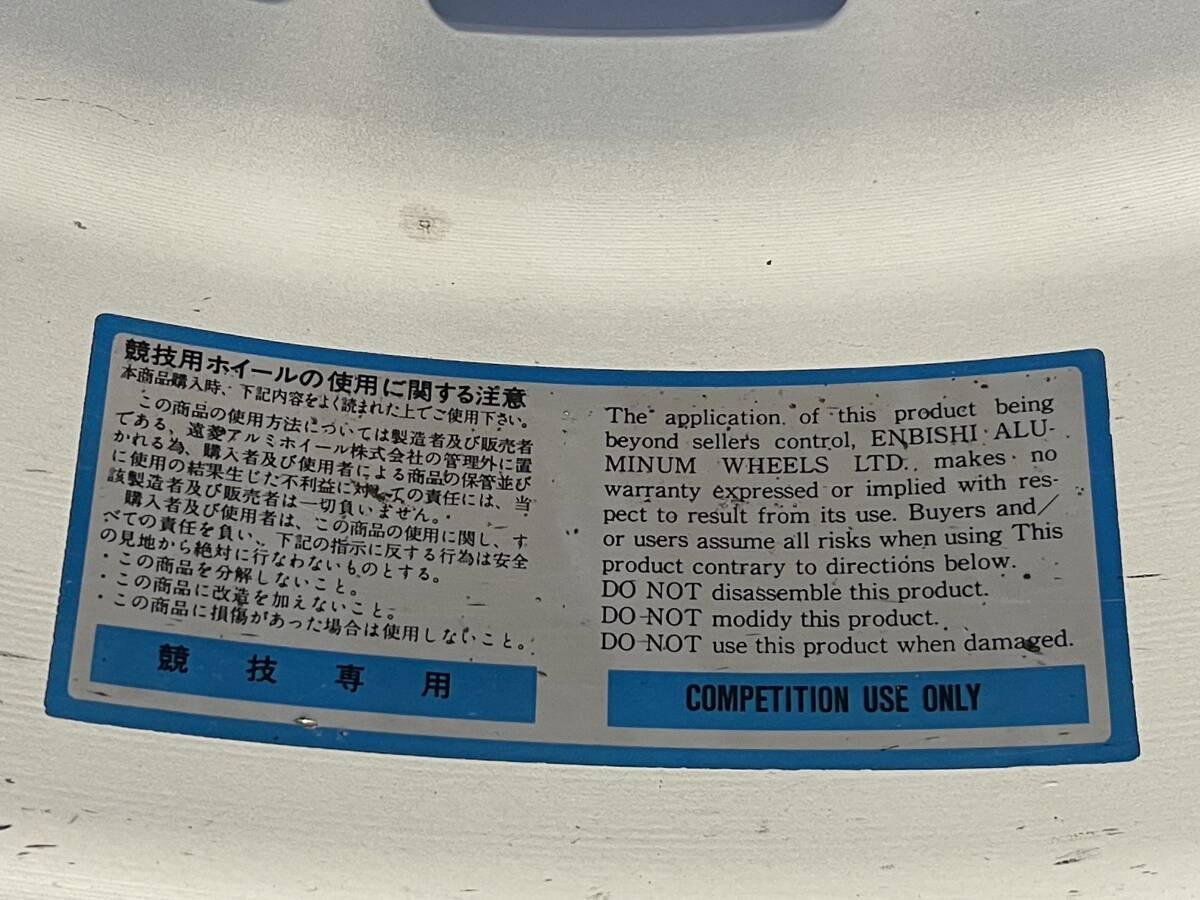 競技用ホイールの使用に関する注意
本商品購入時、下記内容をよく読まれた上でご使用下さい。
この商品の使用方法については製造者及び販売者
である、遠菱アルミホイール株式会社の管理外に置
かれる為、購入者及び使用者による商品の保管並び
に使用の結果生じた不利益に対しての責任には、当
該製造者及び販売者は一切負いません。
購入者及び使用者は、この商品の使用に関し、す
べての責任を負い、下記の指示に反する行為は安全
の見地から絶対に行なわないものとする。
・この商品を分解しないこと。
・この商品に改造を加えないこと。
・この商品に損傷があった場合は使用しないこと。
競技専用
The application of this product being
beyond seller's control, ENBISHI ALU-
MINUM WHEELS LTD. makes no
warranty expressed or implied with res-
pect to result from its use. Buyers and/
or users assume all risks when using This
product contrary to directions below.
DO NOT disassemble this product.
DO NOT modidy this product.
DO NOT use this product when damaged.
COMPETITION USE ONLY